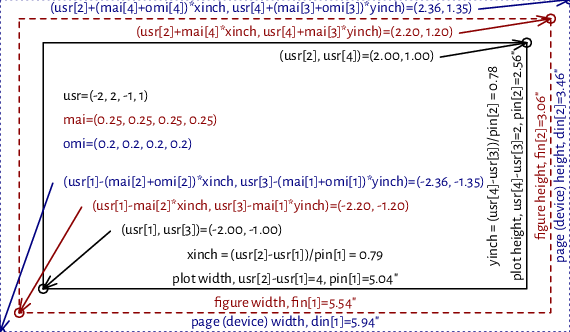 (usr[2]+(mai[4]+omi[4])*xinch, usr[4]+(mai[3]+omi[3])*yinch)=(2.36, 1.35)
(usr[2]+mai[4]*xinch, usr[4]+mai[3]*yinch)=(2.20, 1.20)
(usr[2], usr[4])=(2.00,1.00)
usr=(-2, 2, -1, 1)
mai=(0.25, 0.25, 0.25, 0.25)
omi=(0.2, 0.2, 0.2, 0.2)
(usr[1]-(mai[2]+omi[2])*xinch, usr[3]-(mai[1]+omi[1])*yinch)=(-2.36, -1.35)
(usr[1]-mai[2]*xinch, usr[3]-mai[1]*yinch)=(-2.20, -1.20)
(usr[1], usr[3])=(-2.00, -1.00)
xinch = (usr[2]-usr[1])/pin[1] = 0.79
plot width, usr[2]-usr[1]=4, pin[1]=5.04"
figure width, fin[1]=5.54"
page (device) width, din[1]=5.94"
yinch = (usr[4]-usr[3])/pin[2] = 0.78
plot height, usr[4]-usr[3]=2, pin[2]=2.56"
figure height, fin[2]=3.06"
page (device) height, din[2]=3.46"